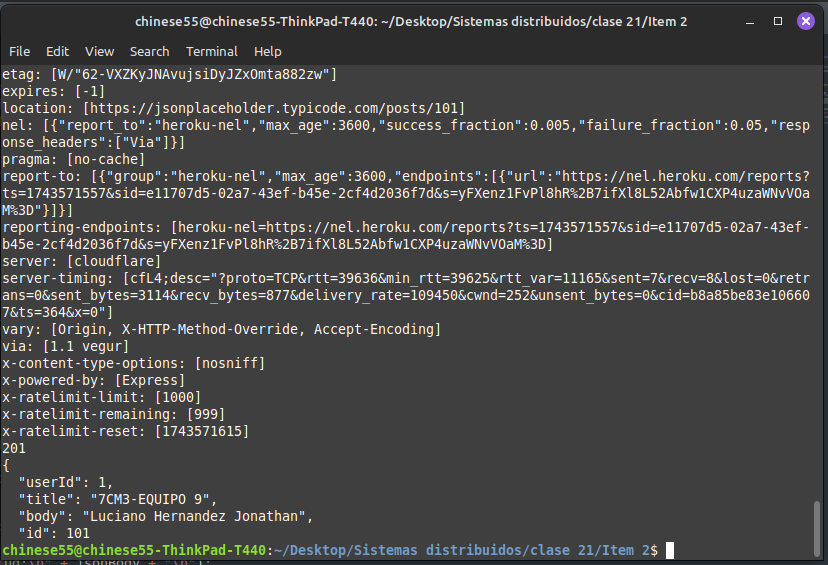 chinese55@chinese55-ThinkPad-T440: ~/Desktop/Sistemas distribuidos/clase 21/Item 2
File Edit View Search Terminal Help
etag: [W/"62-VXZKyJNAvujsiDyJZxOmta882zw"]
expires: [-1]
location: [https://jsonplaceholder.typicode.com/posts/101]
nel: [{"report_to":"heroku-nel","max_age":3600,"success_fraction":0.005,"failure_fraction":0.05,"resp
onse_headers":["Via"]}]
pragma: [no-cache]
report-to: [{"group":"heroku-nel","max_age":3600,"endpoints":[{"url":"https://nel.heroku.com/reports?
ts=1743571557&sid=e11707d5-02a7-43ef-b45e-2cf4d2036f7d&s=yFXenz1FvPl8hR%2B7ifXl8L52Abfw1CXP4uzaWNvVOa
M%3D"}]}]
reporting-endpoints: [heroku-nel=https://nel.heroku.com/reports?ts=1743571557&sid=e11707d5-02a7-43ef-
b45e-2cf4d2036f7d&s=yFXenz1FvPl8hR%2B7ifXl8L52Abfw1CXP4uzaWNvVOaM%3D]
server: [cloudflare]
server-timing: [cfL4;desc="?proto=TCP&rtt=39636&min_rtt=39625&rtt_var=11165&sent=7&recv=8&lost=0&retr
ans=0&sent_bytes=3114&recv_bytes=877&delivery_rate=109450&cwnd=252&unsent_bytes=0&cid=b8a85be83e10660
7&ts=364&x=0"]
vary: [Origin, X-HTTP-Method-Override, Accept-Encoding]
via: [1.1 vegur]
x-content-type-options: [nosniff]
x-powered-by: [Express]
x-ratelimit-limit: [1000]
x-ratelimit-remaining: [999]
x-ratelimit-reset: [1743571615]
201
{
  "userId": 1,
  "title": "7CM3-EQUIPO 9",
  "body": "Luciano Hernandez Jonathan",
  "id": 101
chinese55@chinese55-ThinkPad-T440:~/Desktop/Sistemas distribuidos/clase 21/Item 2$